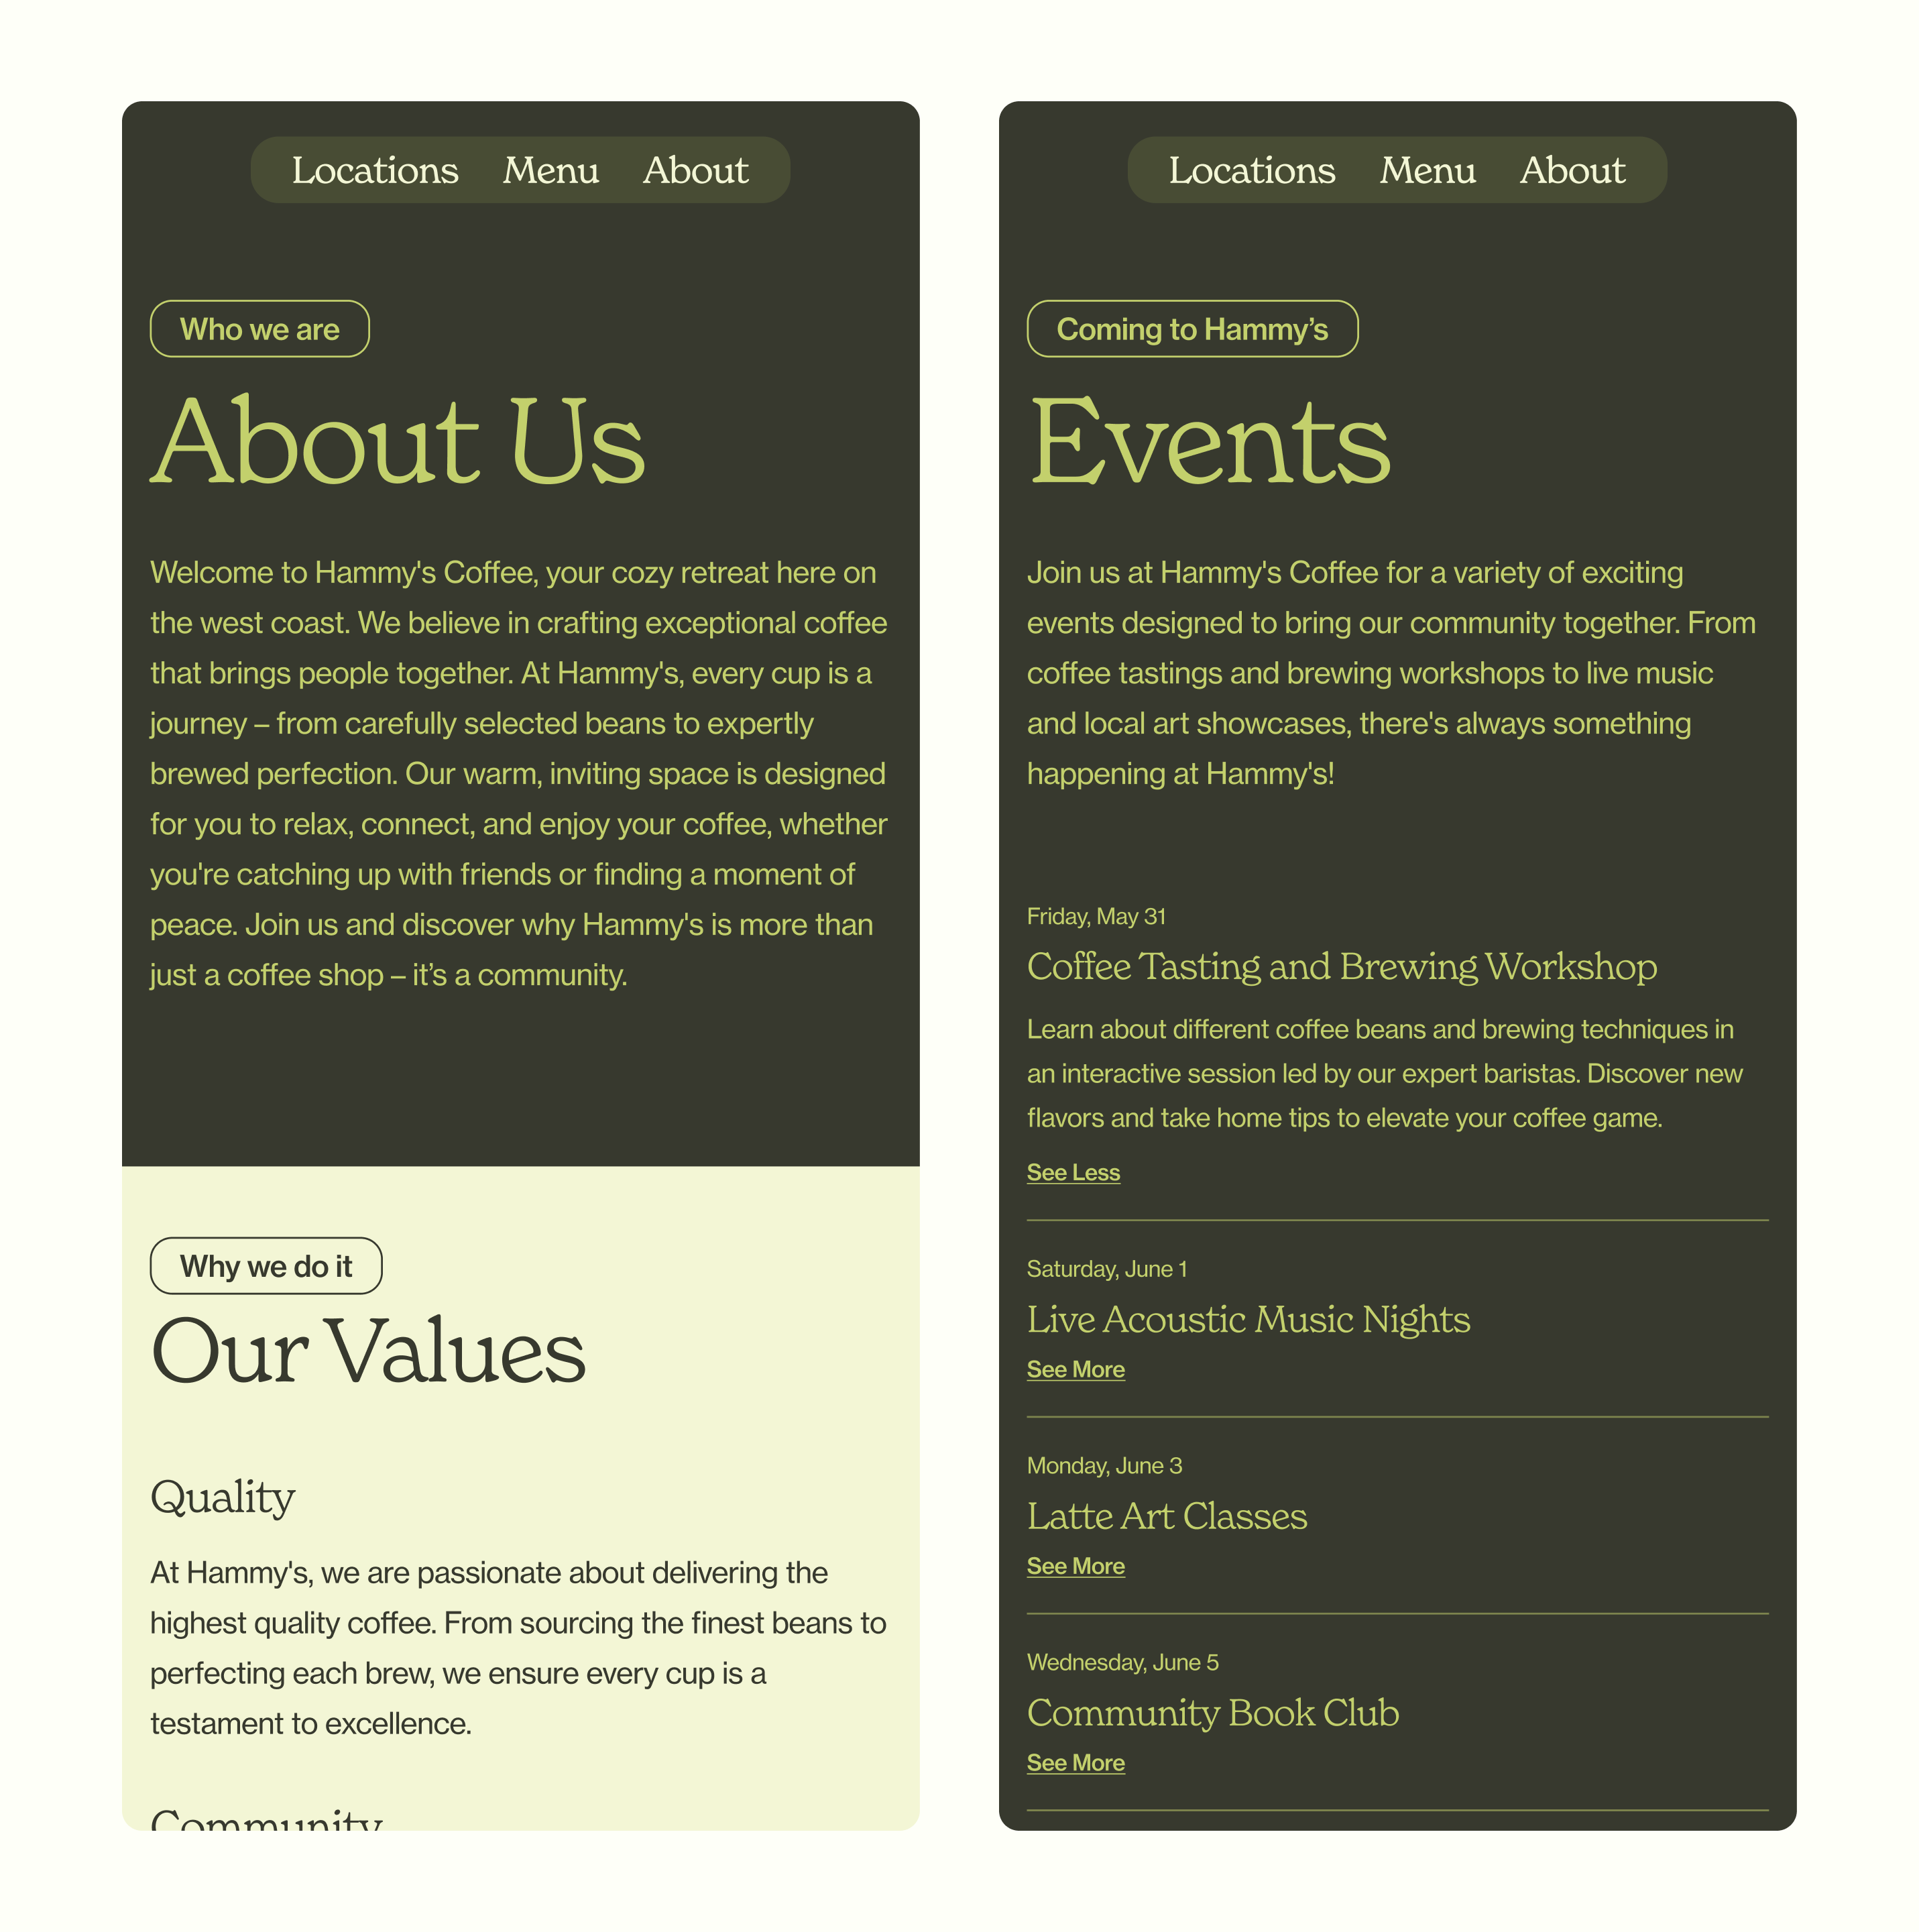 Locations Menu About
Who we are
About Us
Welcome to Hammy's Coffee, your cozy retreat here on
the west coast. We believe in crafting exceptional coffee
that brings people together. At Hammy's, every cup is a
journey – from carefully selected beans to expertly
brewed perfection. Our warm, inviting space is designed
for you to relax, connect, and enjoy your coffee, whether
you're catching up with friends or finding a moment of
peace. Join us and discover why Hammy's is more than
just a coffee shop – it’s a community.
Why we do it
Our Values
Quality
At Hammy's, we are passionate about delivering the
highest quality coffee. From sourcing the finest beans to
perfecting each brew, we ensure every cup is a
testament to excellence.
Community
Locations Menu About
Coming to Hammy’s
Events
Join us at Hammy's Coffee for a variety of exciting
events designed to bring our community together. From
coffee tastings and brewing workshops to live music
and local art showcases, there's always something
happening at Hammy's!
Friday, May 31
Coffee Tasting and Brewing Workshop
Learn about different coffee beans and brewing techniques in
an interactive session led by our expert baristas. Discover new
flavors and take home tips to elevate your coffee game.
See Less
Saturday, June 1
Live Acoustic Music Nights
See More
Monday, June 3
Latte Art Classes
See More
Wednesday, June 5
Community Book Club
See More